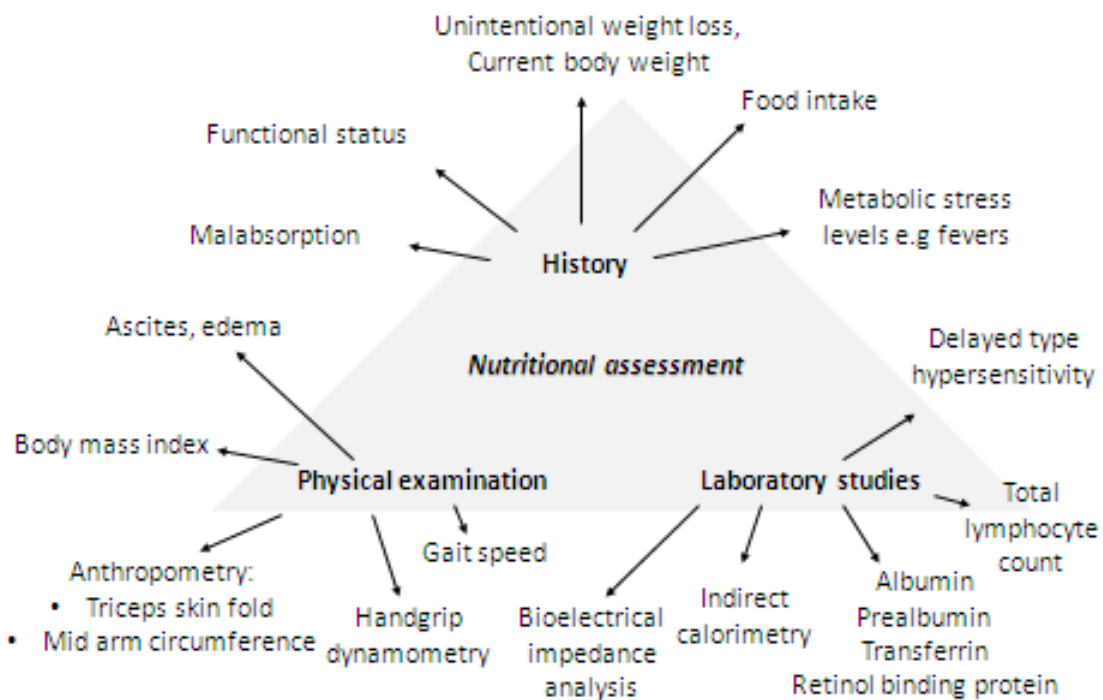 Unintentional weight loss,
Current body weight
Food intake
Functional status
Metabolic stress
levels e.g fevers
Malabsorption
History
Ascites, edema
Nutritional assessment
Delayed type
hypersensitivity
Body mass index
Physical examination
Laboratory studies
Total
lymphocyte
count
Gait speed
Anthropometry:
• Triceps skin fold
• Mid arm circumference
Handgrip
dynamometry
Bioelectrical
impedance
analysis
Indirect
calorimetry
Albumin
Prealbumin
Transferrin
Retinol binding protein